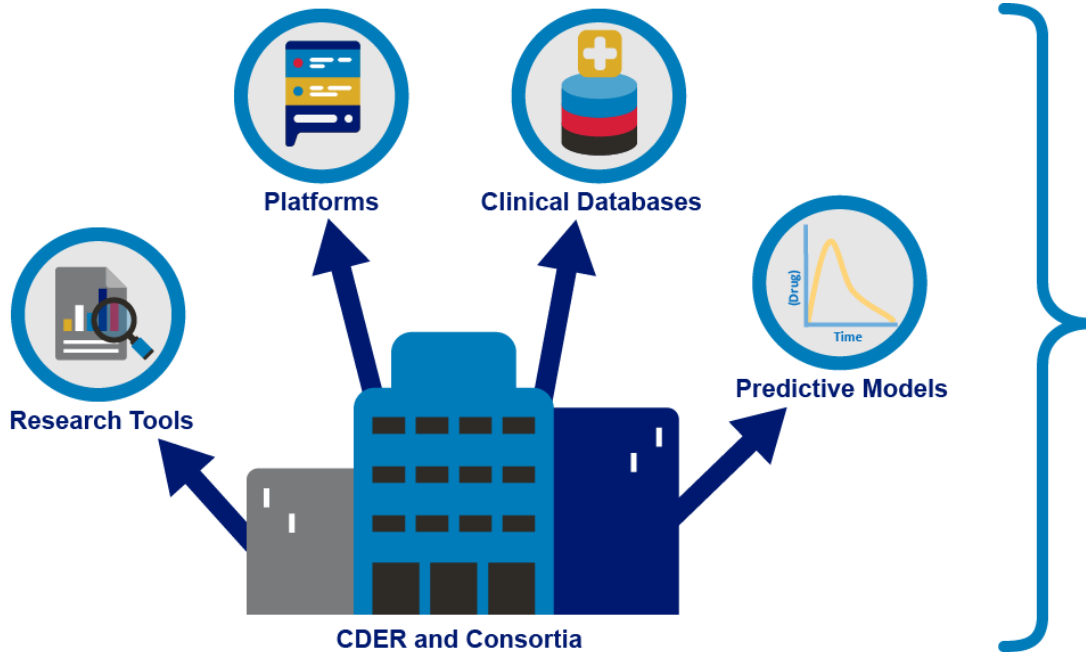 Platforms
Clinical Databases
(Drug)
Time
Predictive Models
Research Tools
CDER and Consortia